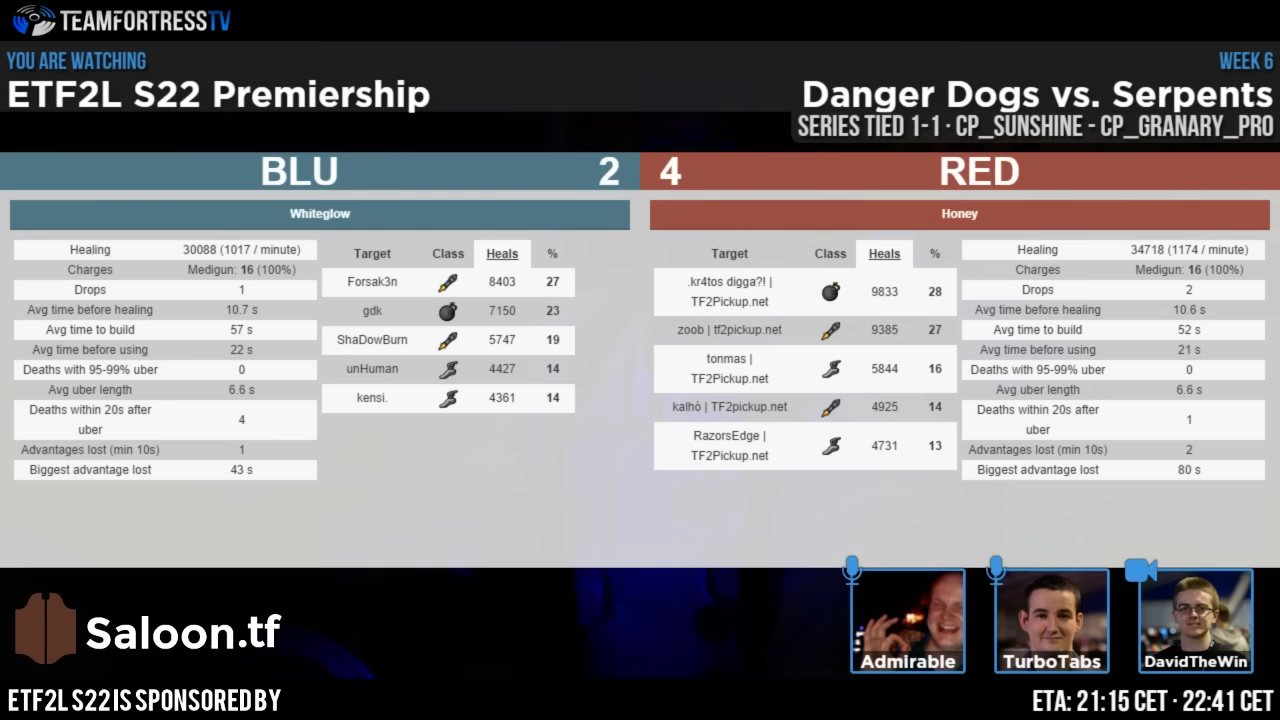 TEAMFORTRESSTV
YOU ARE WATCHING
ETF2L S22 Premiership
WEEK 6
Danger Dogs vs. Serpents
SERIES TIED 1-1 · CP_SUNSHINE - CP_GRANARY_PRO
BLU 2
4 RED
Whiteglow
Healing 30088 (1017 / minute)
Charges Medigun: 16 (100%)
Drops 1
Avg time before healing 10.7 s
Avg time to build 57 s
Avg time before using 22 s
Deaths with 95-99% uber 0
Avg uber length 6.6 s
Deaths within 20s after
uber 4
Advantages lost (min 10s) 1
Biggest advantage lost 43 s
Target Class Heals %
Forsak3n 8403 27
gdk 7150 23
ShaDowBurn 5747 19
unHuman 4427 14
kensi. 4361 14
Honey
Target Class Heals %
.kr4tos digga?! |
TF2Pickup.net 9833 28
zoob | tf2pickup.net 9385 27
tonmas |
TF2Pickup.net 5844 16
kalhò | TF2pickup.net 4925 14
RazorsEdge |
TF2Pickup.net 4731 13
Healing 34718 (1174 / minute)
Charges Medigun: 16 (100%)
Drops 2
Avg time before healing 10.6 s
Avg time to build 52 s
Avg time before using 21 s
Deaths with 95-99% uber 0
Avg uber length 6.6 s
Deaths within 20s after
uber 1
Advantages lost (min 10s) 2
Biggest advantage lost 80 s
Saloon.tf
Admirable
TurboTabs
DavidTheWin
ETF2L S22 IS SPONSORED BY
ETA: 21:15 CET · 22:41 CET